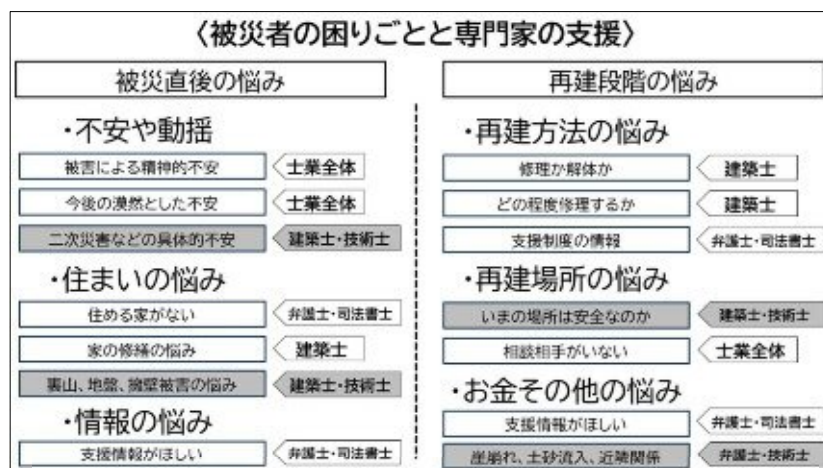 〈被災者の困りごとと専門家の支援〉
被災直後の悩み
・不安や動揺
被害による精神的不安 士業全体
今後の漠然とした不安 士業全体
二次災害などの具体的不安 建築士・技術士
・住まいの悩み
住める家がない 弁護士・司法書士
家の修繕の悩み 建築士
裏山、地盤、擁壁被害の悩み 建築士・技術士
・情報の悩み
支援情報がほしい 弁護士・司法書士
再建段階の悩み
・再建方法の悩み
修理か解体か 建築士
どの程度修理するか 建築士
支援制度の情報 弁護士・司法書士
・再建場所の悩み
いまの場所は安全なのか 建築士・技術士
相談相手がいない 士業全体
・お金その他の悩み
支援情報がほしい 弁護士・司法書士
崖崩れ、土砂流入、近隣関係 弁護士・技術士